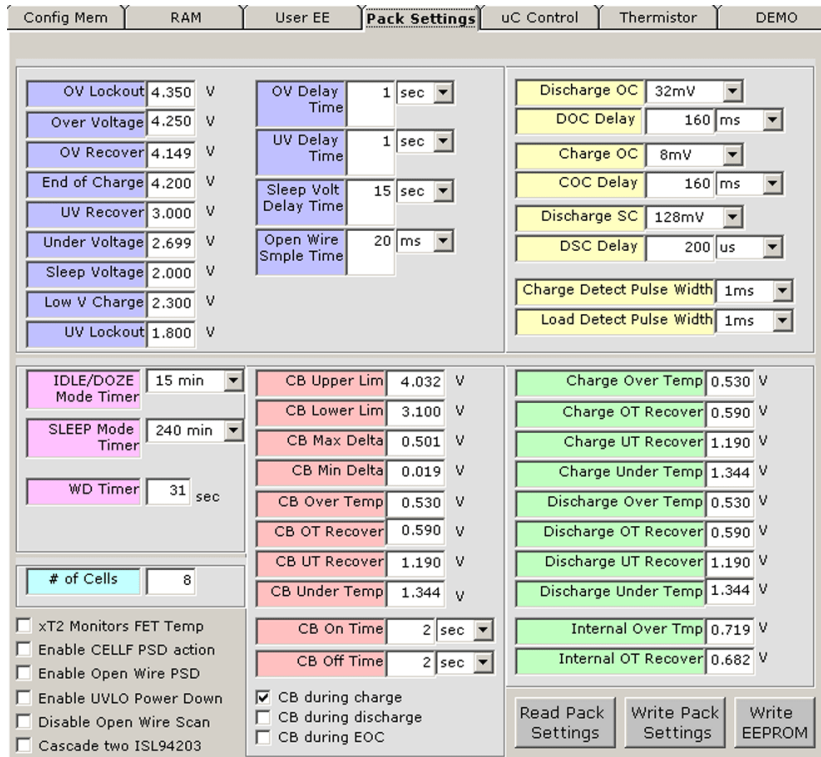 Config Mem RAM User EE Pack Settings uC Control Thermistor DEMO
OV Lockout 4.350 V
Over Voltage 4.250 V
OV Recover 4.149 V
End of Charge 4.200 V
UV Recover 3.000 V
Under Voltage 2.699 V
Sleep Voltage 2.000 V
Low V Charge 2.300 V
UV Lockout 1.800 V
OV Delay 1 sec
Time
UV Delay 1 sec
Time
Sleep Volt 15 sec
Delay Time
Open Wire 20 ms
Smple Time
Discharge OC 32mV
DOC Delay 160 ms
Charge OC 8mV
COC Delay 160 ms
Discharge SC 128mV
DSC Delay 200 us
Charge Detect Pulse Width 1ms
Load Detect Pulse Width 1ms
IDLE/DOZE 15 min
Mode Timer
SLEEP Mode 240 min
Timer
WD Timer 31 sec
# of Cells 8
xT2 Monitors FET Temp
Enable CELLF PSD action
Enable Open Wire PSD
Enable UVLO Power Down
Disable Open Wire Scan
Cascade two ISL94203
CB Upper Lim 4.032 V
CB Lower Lim 3.100 V
CB Max Delta 0.501 V
CB Min Delta 0.019 V
CB Over Temp 0.530 V
CB OT Recover 0.590 V
CB UT Recover 1.190 V
CB Under Temp 1.344 V
CB On Time 2 sec
CB Off Time 2 sec
CB during charge
CB during discharge
CB during EOC
Charge Over Temp 0.530 V
Charge OT Recover 0.590 V
Charge UT Recover 1.190 V
Charge Under Temp 1.344 V
Discharge Over Temp 0.530 V
Discharge OT Recover 0.590 V
Discharge UT Recover 1.190 V
Discharge Under Temp 1.344 V
Internal Over Tmp 0.719 V
Internal OT Recover 0.682 V
Read Pack Write Pack Write
Settings Settings EEPROM